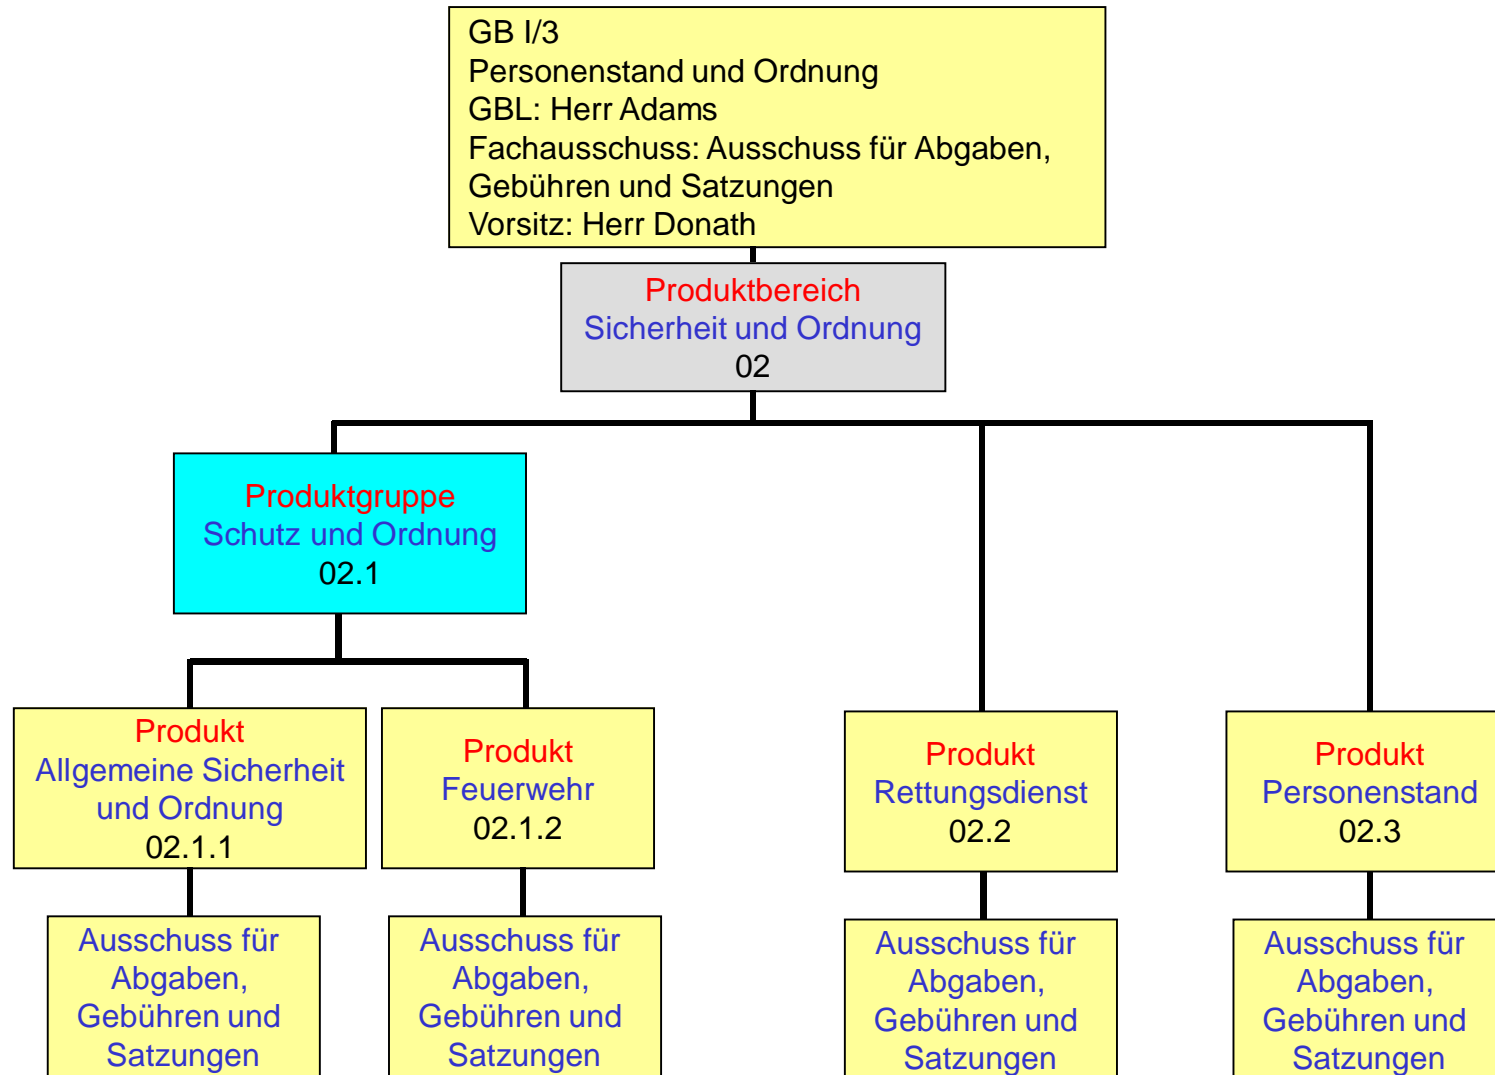 GB I/3
Personenstand und Ordnung
GBL: Herr Adams
Fachausschuss: Ausschuss für Abgaben,
Gebühren und Satzungen
Vorsitz: Herr Donath
Produktbereich
Sicherheit und Ordnung
02
Produktgruppe
Schutz und Ordnung
02.1
Produkt
Allgemeine Sicherheit
und Ordnung
02.1.1
Produkt
Feuerwehr
02.1.2
Produkt
Rettungsdienst
02.2
Produkt
Personenstand
02.3
Ausschuss für
Abgaben,
Gebühren und
Satzungen
Ausschuss für
Abgaben,
Gebühren und
Satzungen
Ausschuss für
Abgaben,
Gebühren und
Satzungen
Ausschuss für
Abgaben,
Gebühren und
Satzungen